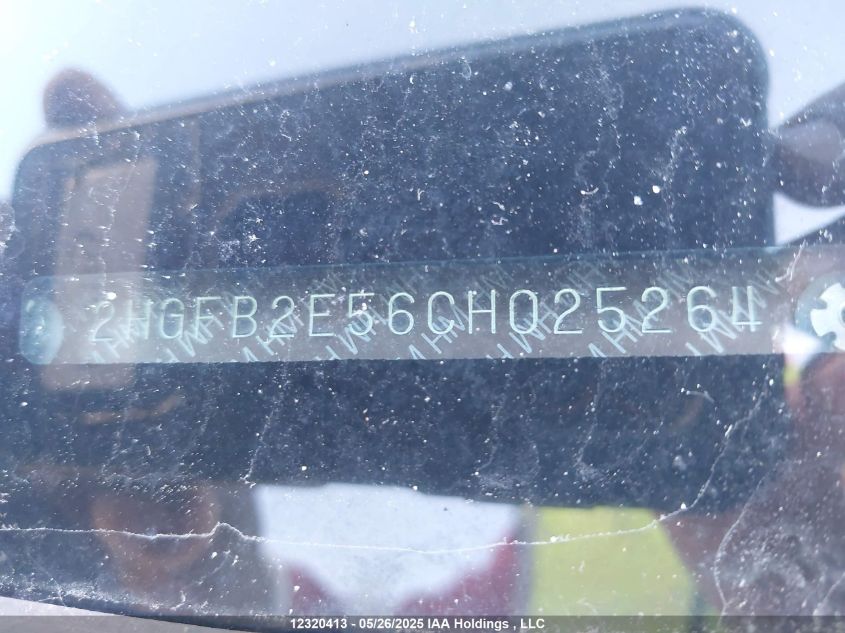 2HGFB2E56CH025264
12320413 - 05/26/2025 IAA Holdings , LLC